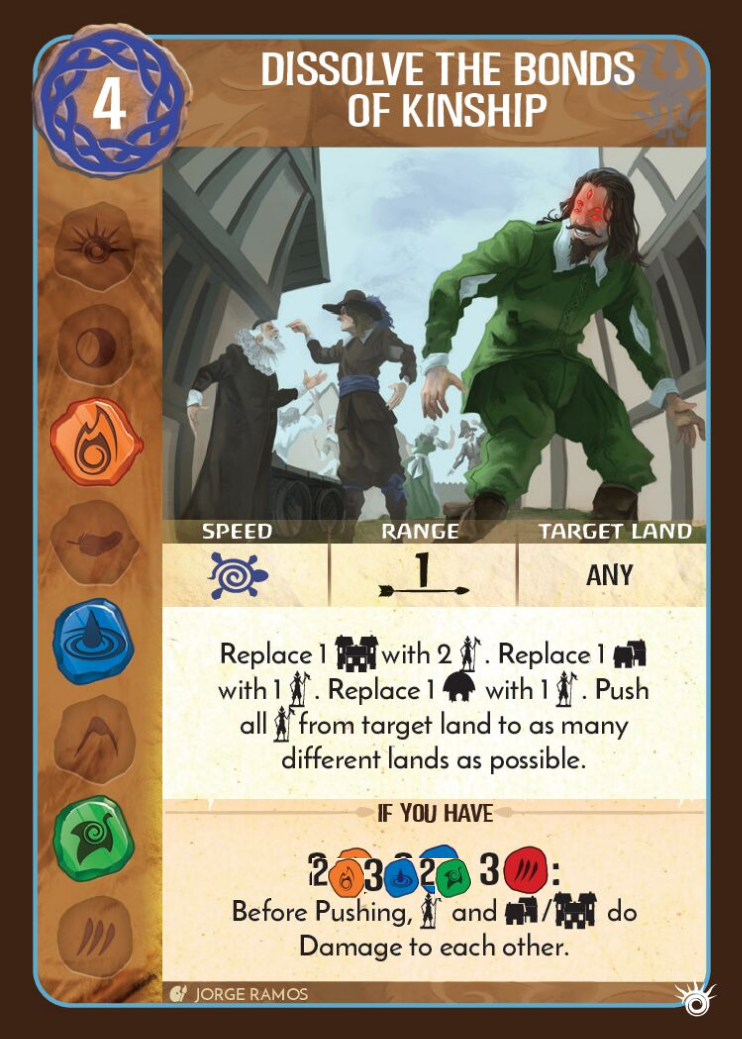 4
DISSOLVE THE BONDS
OF KINSHIP
SPEED RANGE TARGET LAND
1 ANY
Replace 1 with 2 . Replace 1
with 1 . Replace 1 with 1 . Push
all from target land to as many
different lands as possible.
IF YOU HAVE
2 3 2 3 :
Before Pushing, and / do
Damage to each other.
JORGE RAMOS